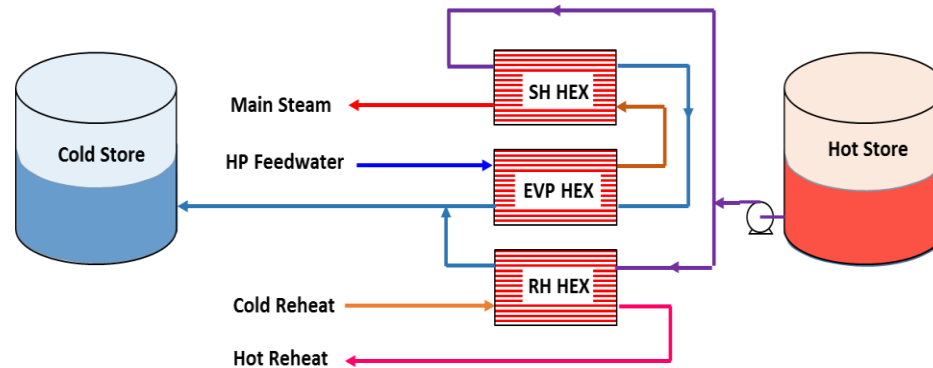 SH HEX
Main Steam
Cold Store
Hot Store
HP Feedwater
EVP HEX
RH HEX
Cold Reheat
Hot Reheat